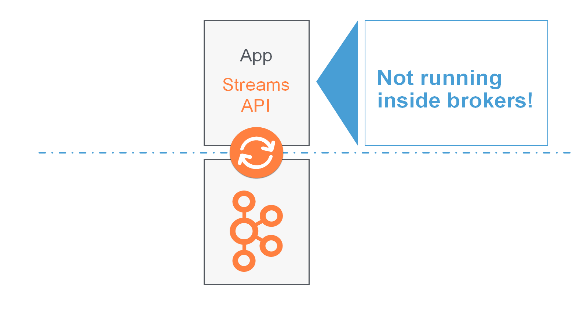 App
Streams
API
Not running
inside brokers!